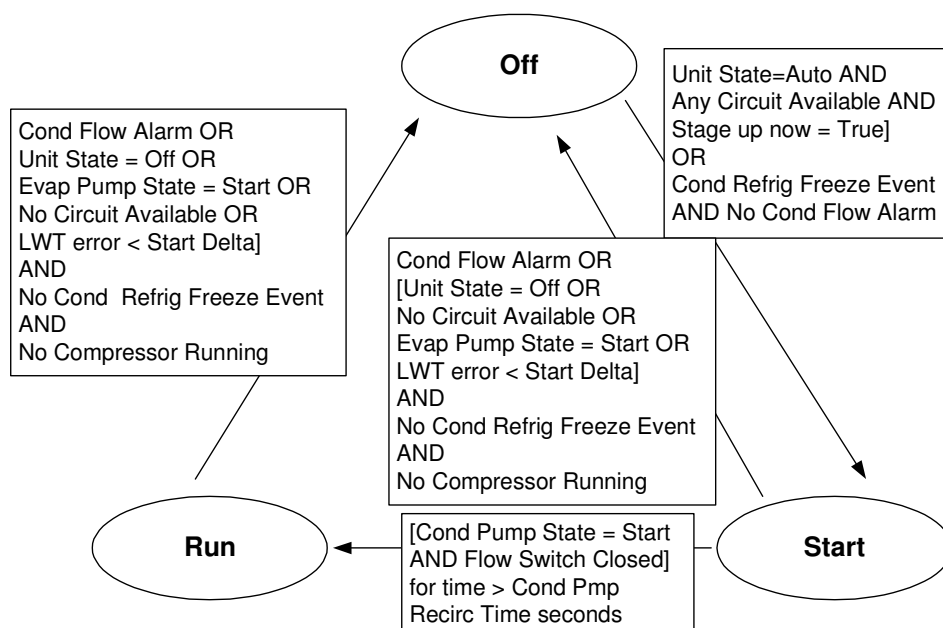 Off
Unit State=Auto AND
Any Circuit Available AND
Stage up now = True]
OR
Cond Refrig Freeze Event
AND No Cond Flow Alarm
Cond Flow Alarm OR
Unit State = Off OR
Evap Pump State = Start OR
No Circuit Available OR
LWT error < Start Delta]
AND
No Cond  Refrig Freeze Event
AND
No Compressor Running
Cond Flow Alarm OR
[Unit State = Off OR
No Circuit Available OR
Evap Pump State = Start OR
LWT error < Start Delta]
AND
No Cond Refrig Freeze Event
AND
No Compressor Running
Run
[Cond Pump State = Start
AND Flow Switch Closed]
for time > Cond Pmp
Recirc Time seconds
Start